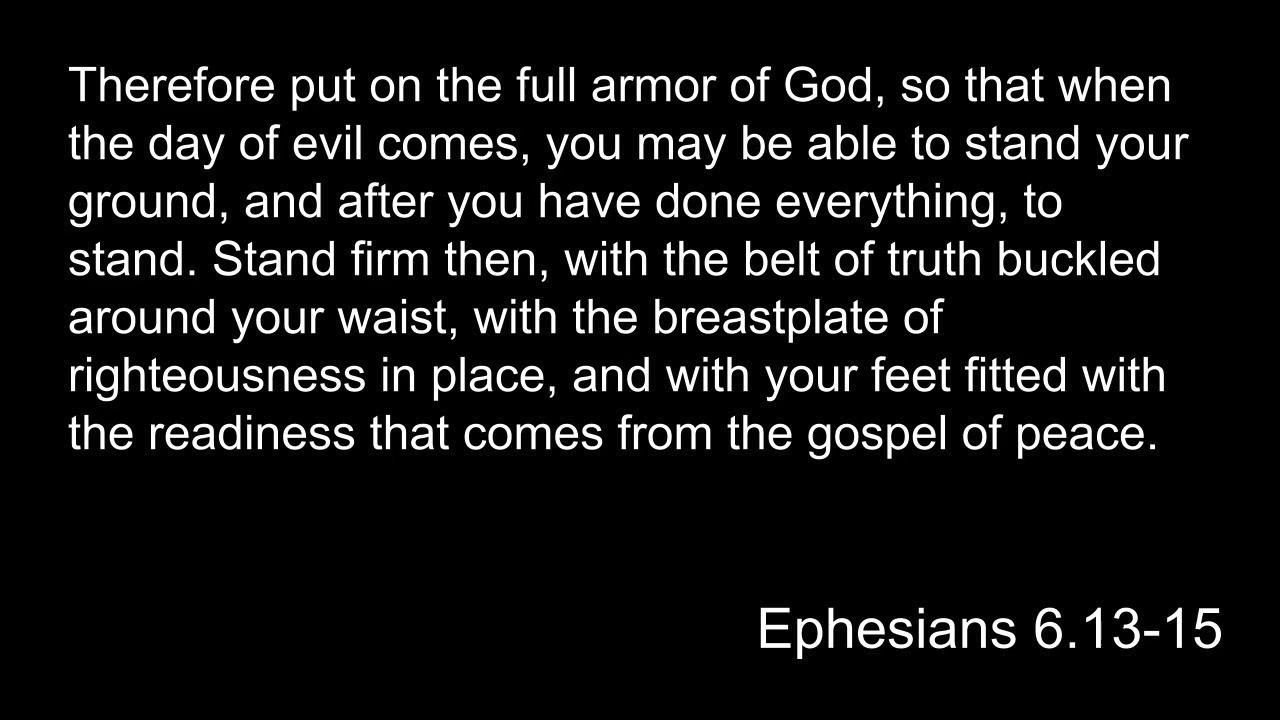 Therefore put on the full armor of God, so that when
the day of evil comes, you may be able to stand your
ground, and after you have done everything, to
stand. Stand firm then, with the belt of truth buckled
around your waist, with the breastplate of
righteousness in place, and with your feet fitted with
the readiness that comes from the gospel of peace.
Ephesians 6.13-15